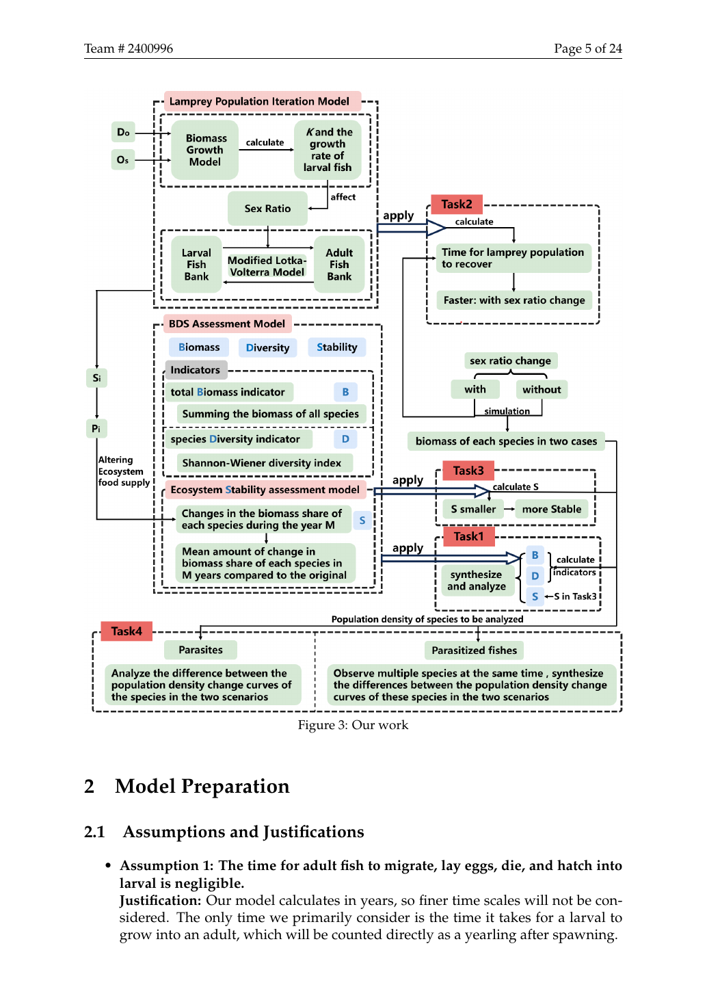 Team # 2400996
Page 5 of 24
Lamprey Population Iteration Model
Do
Os
Biomass
Growth
Model
calculate
K and the
growth
rate of
larval fish
affect
Sex Ratio
Larval
Fish
Bank
Modified Lotka-
Volterra Model
Adult
Fish
Bank
apply
Task2
calculate
Time for lamprey population
to recover
Faster: with sex ratio change
BDS Assessment Model
Biomass
Diversity
Stability
Indicators
total Biomass indicator
B
Summing the biomass of all species
species Diversity indicator
D
Shannon-Wiener diversity index
Si
Pi
Altering
Ecosystem
food supply
Ecosystem Stability assessment model
Changes in the biomass share of
each species during the year M
S
Mean amount of change in
biomass share of each species in
M years compared to the original
sex ratio change
with
without
simulation
biomass of each species in two cases
apply
Task3
calculate S
S smaller
more Stable
apply
Task1
synthesize
and analyze
B
D
S
calculate
indicators
S in Task3
Population density of species to be analyzed
Task4
Parasites
Analyze the difference between the
population density change curves of
the species in the two scenarios
Parasitized fishes
Observe multiple species at the same time , synthesize
the differences between the population density change
curves of these species in the two scenarios
Figure 3: Our work
2 Model Preparation
2.1 Assumptions and Justifications
• Assumption 1: The time for adult fish to migrate, lay eggs, die, and hatch into
larval is negligible.
Justification: Our model calculates in years, so finer time scales will not be con-
sidered. The only time we primarily consider is the time it takes for a larval to
grow into an adult, which will be counted directly as a yearling after spawning.